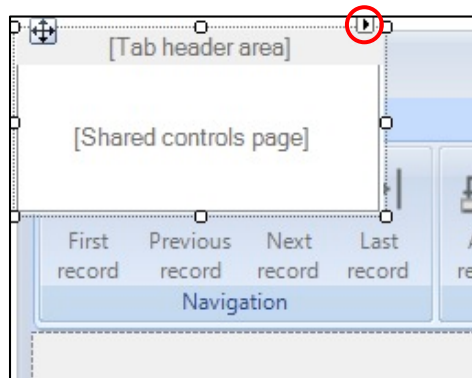 [Tab header area]
[Shared controls page]
First Previous Next Last
record record record record
Navigation